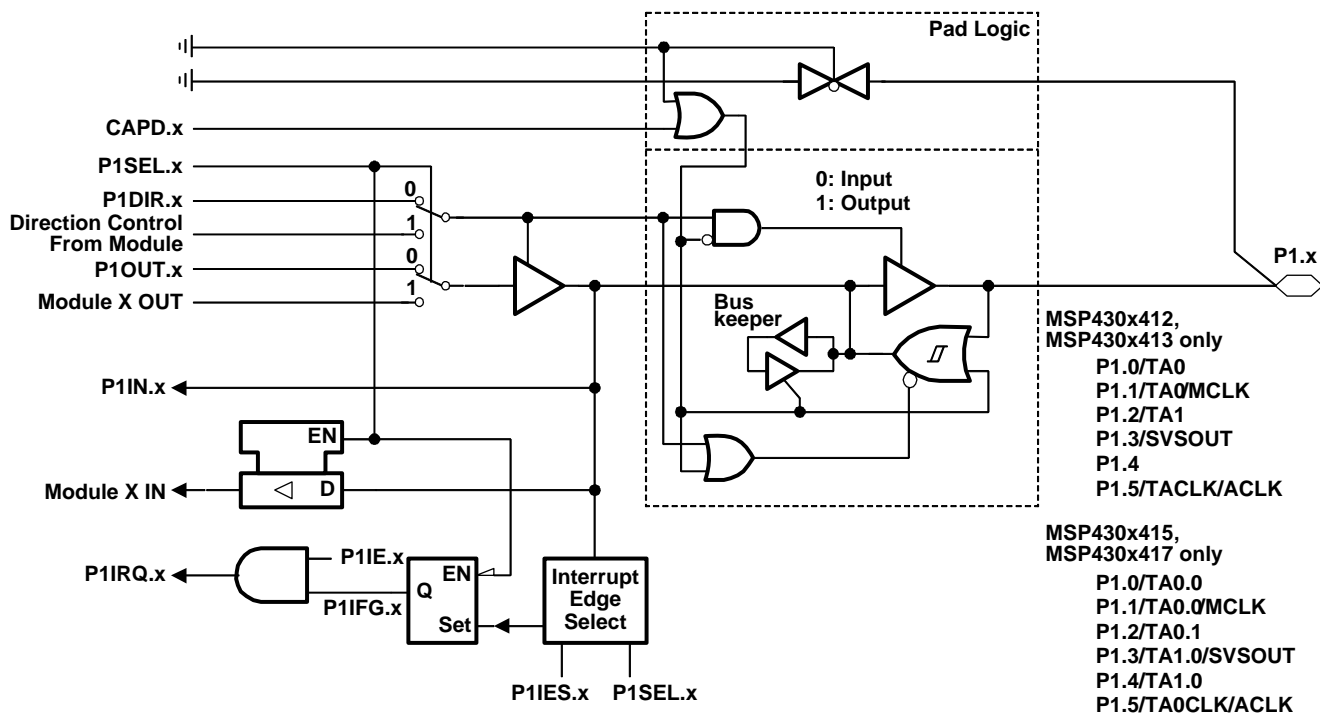 Pad Logic
CAPD.x
P1SEL.x
P1DIR.x
0
Direction Control
From Module
1
P1OUT.x
0
Module X OUT
1
0: Input
1: Output
P1.x
Bus
keeper
P1IN.x
EN
Module X IN
D
P1IRQ.x
P1IE.x
P1IFG.x
EN
Q
Set
Interrupt
Edge
Select
P1IES.x
P1SEL.x
MSP430x412,
MSP430x413 only
P1.0/TA0
P1.1/TA0/MCLK
P1.2/TA1
P1.3/SVSOUT
P1.4
P1.5/TACLK/ACLK
MSP430x415,
MSP430x417 only
P1.0/TA0.0
P1.1/TA0.0/MCLK
P1.2/TA0.1
P1.3/TA1.0/SVSOUT
P1.4/TA1.0
P1.5/TA0CLK/ACLK